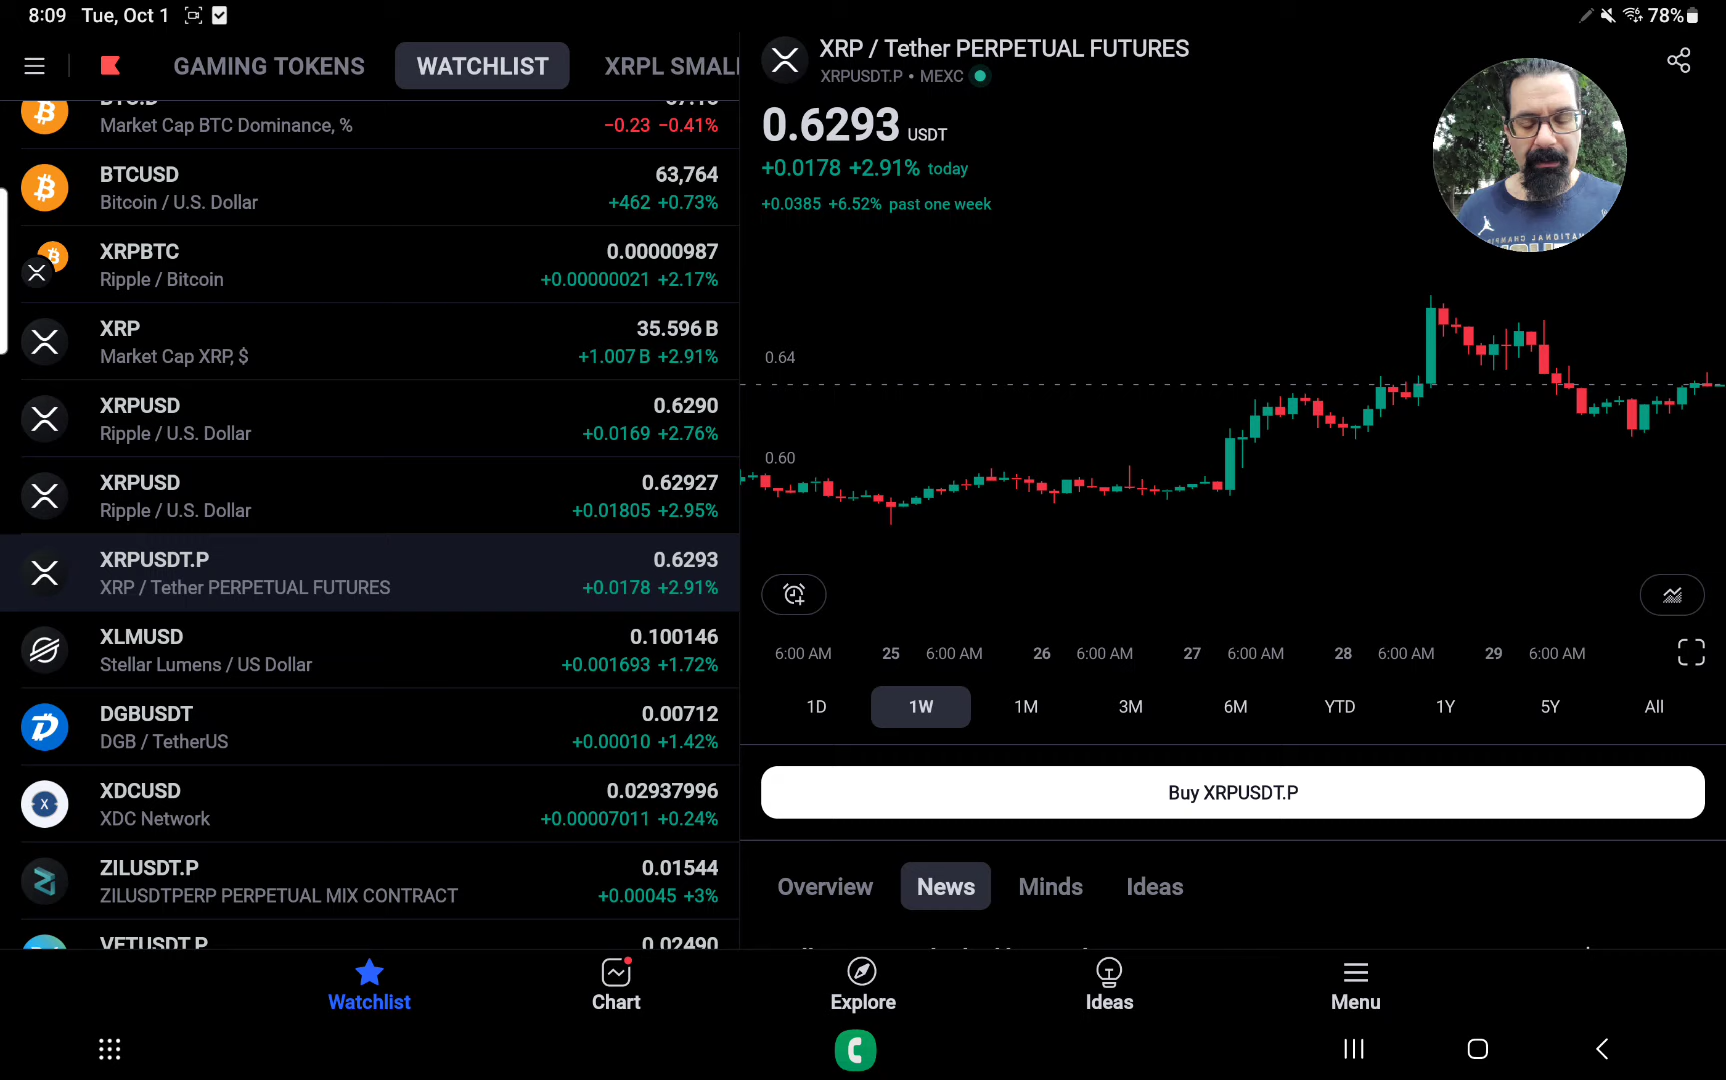 8:09 Tue, Oct 1
78%
GAMING TOKENS
WATCHLIST
XRP / Tether PERPETUAL FUTURES
XRPUSDT.P • MEXC
0.6293 USDT
+0.0178 +2.91% today
+0.0385 +6.52% past one week
Market Cap BTC Dominance, %
−0.23 −0.41%
BTCUSD
63,764
Bitcoin / U.S. Dollar
+462 +0.73%
XRPBTC
0.00000987
Ripple / Bitcoin
+0.00000021 +2.17%
XRP
35.596 B
Market Cap XRP, $
+1.007 B +2.91%
XRPUSD
0.6290
Ripple / U.S. Dollar
+0.0169 +2.76%
XRPUSD
0.62927
Ripple / U.S. Dollar
+0.01805 +2.95%
XRPUSDT.P
0.6293
XRP / Tether PERPETUAL FUTURES
+0.0178 +2.91%
XLMUSD
0.100146
Stellar Lumens / US Dollar
+0.001693 +1.72%
DGBUSDT
0.00712
DGB / TetherUS
+0.00010 +1.42%
XDCUSD
0.02937996
XDC Network
+0.00007011 +0.24%
ZILUSDT.P
0.01544
ZILUSDTPERP PERPETUAL MIX CONTRACT
+0.00045 +3%
VETUSDT.P
0.02490
0.64
0.60
6:00 AM 25 6:00 AM 26 6:00 AM 27 6:00 AM 28 6:00 AM 29 6:00 AM
1D 1W 1M 3M 6M YTD 1Y 5Y All
Buy XRPUSDT.P
Overview News Minds Ideas
Watchlist Chart Explore Ideas Menu